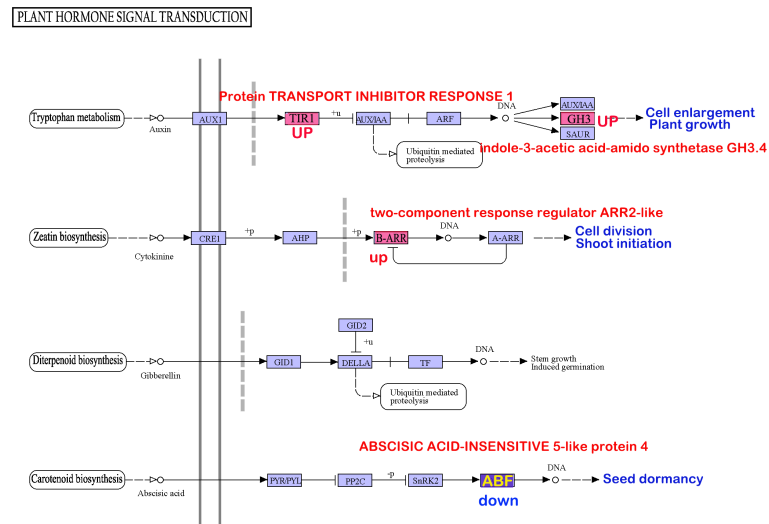 PLANT HORMONE SIGNAL TRANSDUCTION
Protein TRANSPORT INHIBITOR RESPONSE 1
Tryptophan metabolism
Auxin
AUX1
TIR1
UP
+u
AUX/IAA
ARF
DNA
AUX/IAA
GH3
UP
SAUR
Cell enlargement
Plant growth
Ubiquitin mediated
proteolysis
indole-3-acetic acid-amido synthetase GH3.4
two-component response regulator ARR2-like
Zeatin biosynthesis
Cytokinine
CRE1
+p
AHP
+p
B-ARR
up
DNA
A-ARR
Cell division
Shoot initiation
GID2
+u
Diterpenoid biosynthesis
Gibberellin
GID1
DELLA
TF
DNA
Stem growth
Induced germination
Ubiquitin mediated
proteolysis
ABSCISIC ACID-INSENSITIVE 5-like protein 4
Carotenoid biosynthesis
Abscisic acid
PYR/PYL
PP2C
-p
SnRK2
ABF
down
DNA
Seed dormancy